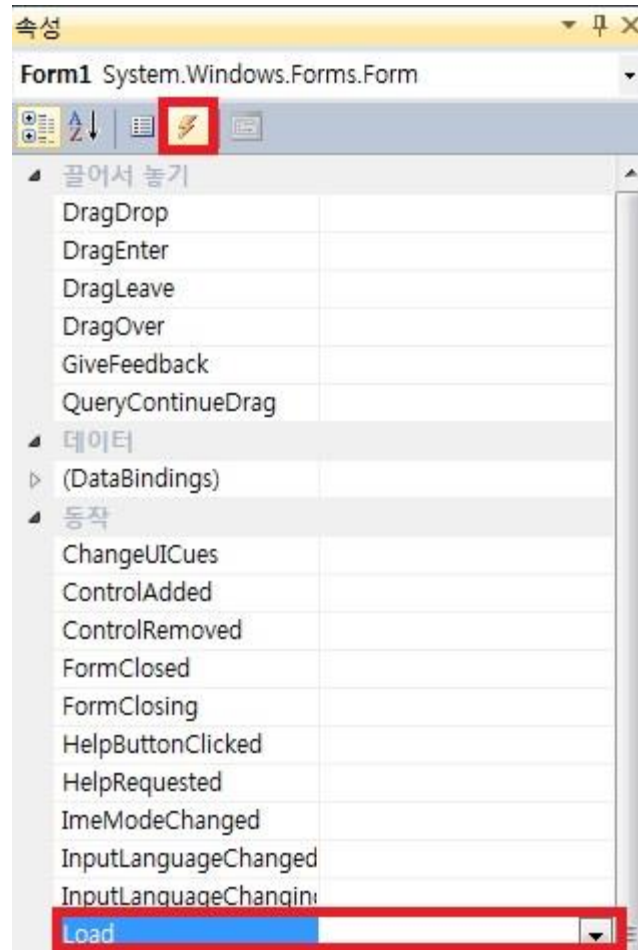 속성
Form1 System.Windows.Forms.Form
끌어서 놓기
DragDrop
DragEnter
DragLeave
DragOver
GiveFeedback
QueryContinueDrag
데이터
(DataBindings)
동작
ChangeUICues
ControlAdded
ControlRemoved
FormClosed
FormClosing
HelpButtonClicked
HelpRequested
ImeModeChanged
InputLanguageChanged
InputLanguageChangin
Load